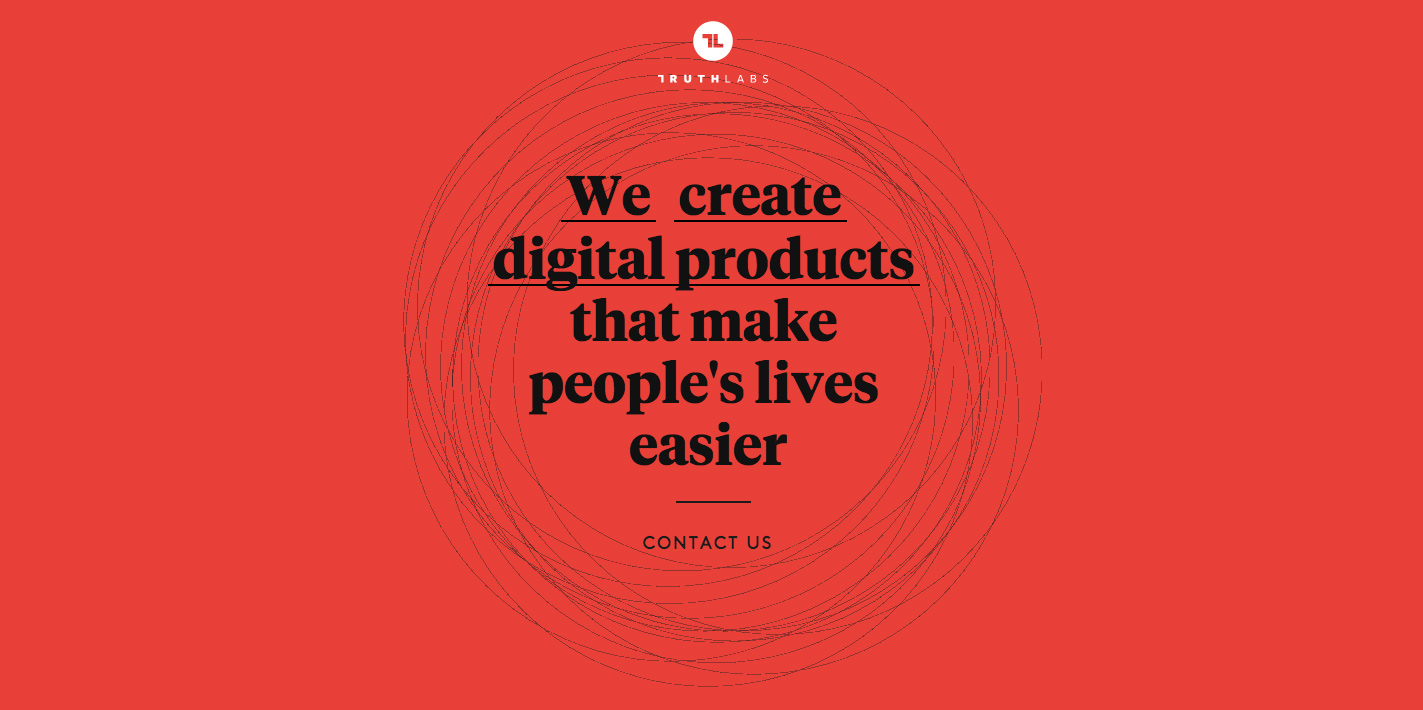 TL
TRUTHLABS
We create
digital products
that make
people's lives
easier
CONTACT US